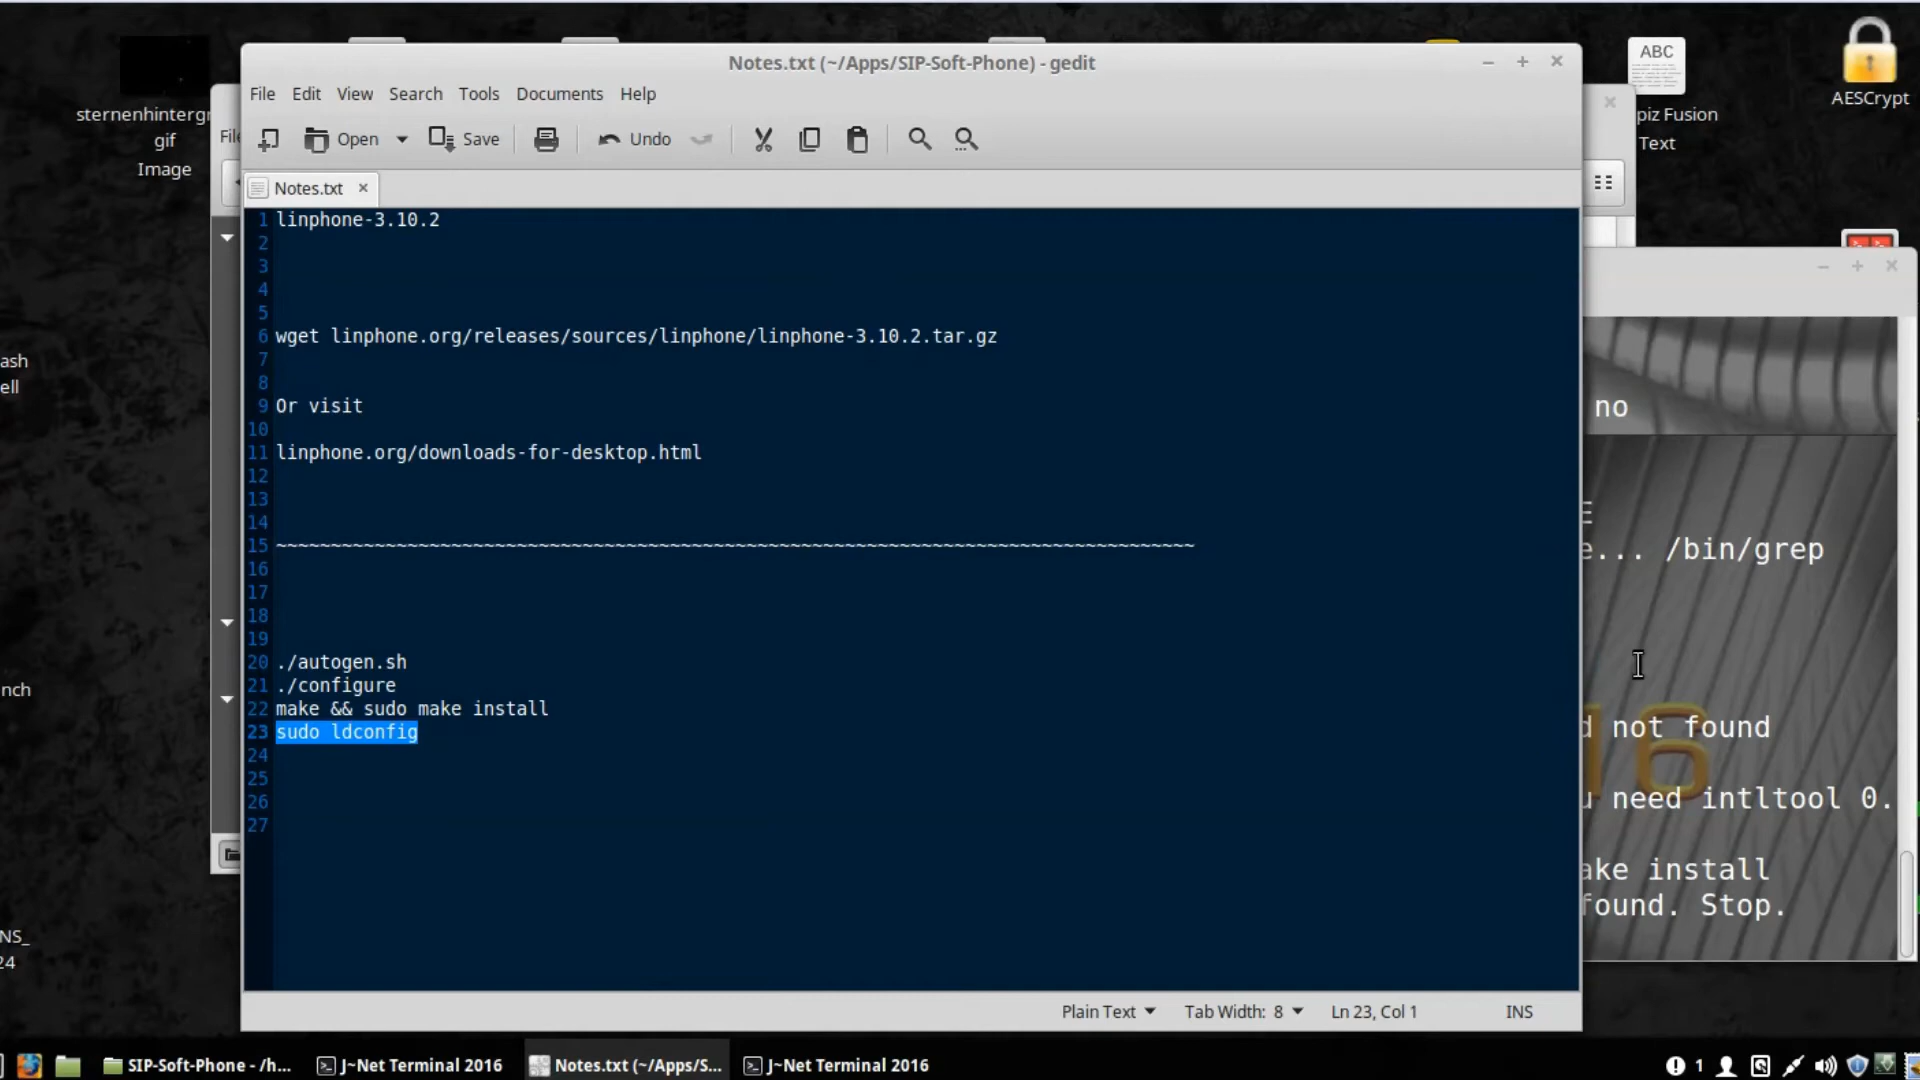 sternenhintergr
gif
Image
ash
ell
nch
NS_
24
Notes.txt (~/Apps/SIP-Soft-Phone) - gedit
File Edit View Search Tools Documents Help
Open Save Undo
Notes.txt
1 linphone-3.10.2
2
3
4
5
6 wget linphone.org/releases/sources/linphone/linphone-3.10.2.tar.gz
7
8
9 Or visit
10
11 linphone.org/downloads-for-desktop.html
12
13
14
15 ~~~~~~~~~~~~~~~~~~~~~~~~~~~~~~~~~~~~~~~~~~~~~~~~~~~~~~~~~~~~~~~~~~~~~~~~~~~~~~~~~~~~
16
17
18
19
20 ./autogen.sh
21 ./configure
22 make && sudo make install
23 sudo ldconfig
24
25
26
27
Plain Text Tab Width: 8 Ln 23, Col 1 INS
File
ABC
piz Fusion
Text
AESCrypt
no
E
e... /bin/grep
16
d not found
u need intltool 0.
ake install
found. Stop.
SIP-Soft-Phone - /h... J~Net Terminal 2016 Notes.txt (~/Apps/S... J~Net Terminal 2016 1